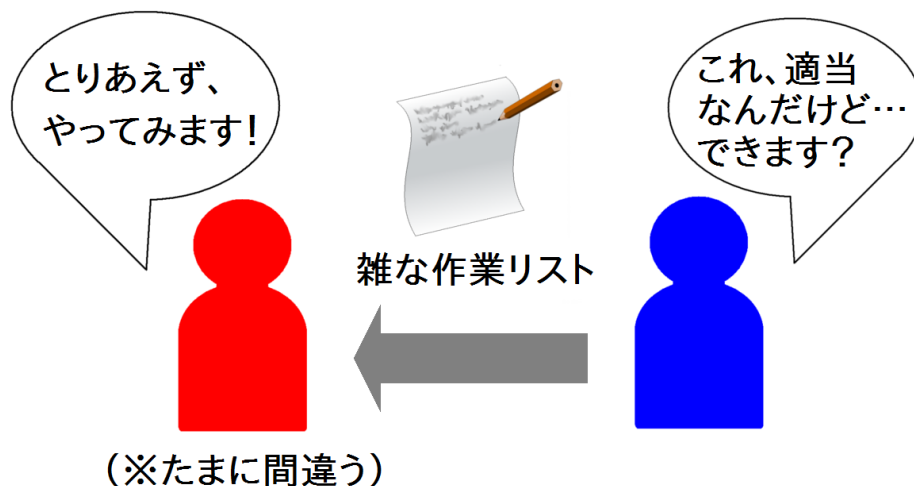 とりあえず、
やってみます！
これ、適当
なんだけど…
できます？
雑な作業リスト
（※たまに間違う）